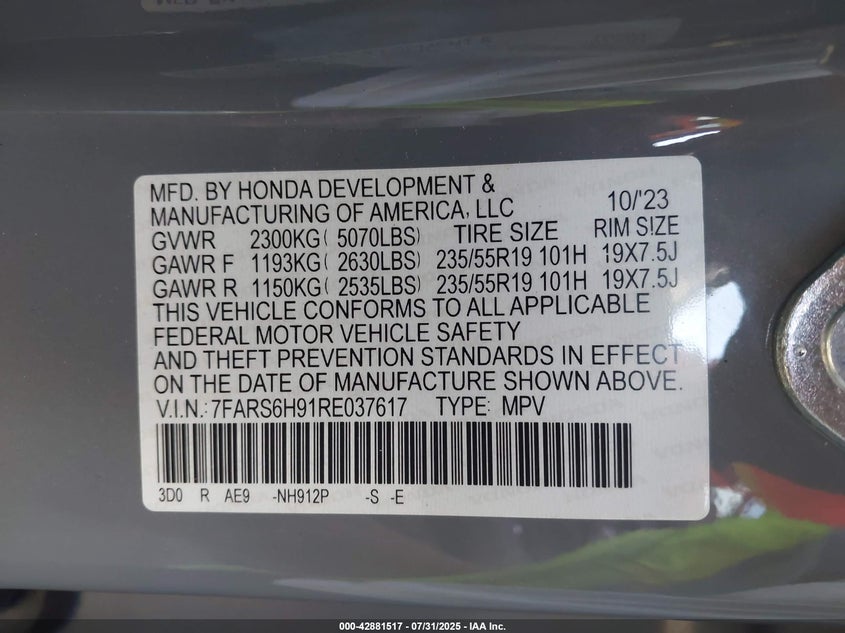 MFD. BY HONDA DEVELOPMENT &
MANUFACTURING OF AMERICA, LLC 10/'23
GVWR 2300KG( 5070LBS) TIRE SIZE RIM SIZE
GAWR F 1193KG( 2630LBS) 235/55R19 101H 19X7.5J
GAWR R 1150KG( 2535LBS) 235/55R19 101H 19X7.5J
THIS VEHICLE CONFORMS TO ALL APPLICABLE
FEDERAL MOTOR VEHICLE SAFETY
AND THEFT PREVENTION STANDARDS IN EFFECT
ON THE DATE OF MANUFACTURE SHOWN ABOVE.
V.I.N.:7FARS6H91RE037617 TYPE: MPV
3D0 R AE9 -NH912P -S -E
000-42881517 - 07/31/2025 - IAA Inc.